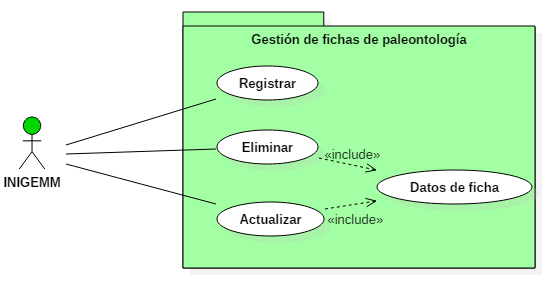 Gestión de fichas de paleontología
Registrar
Eliminar
«include»
INIGEMM
Datos de ficha
Actualizar
«include»